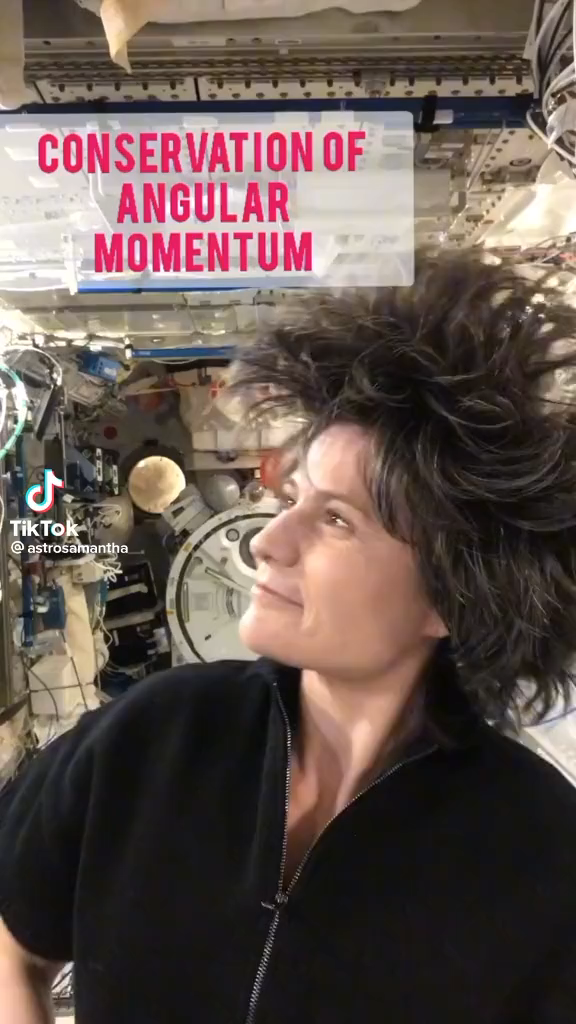 CONSERVATION OF
ANGULAR
MOMENTUM
TikTok
@astrosamantha